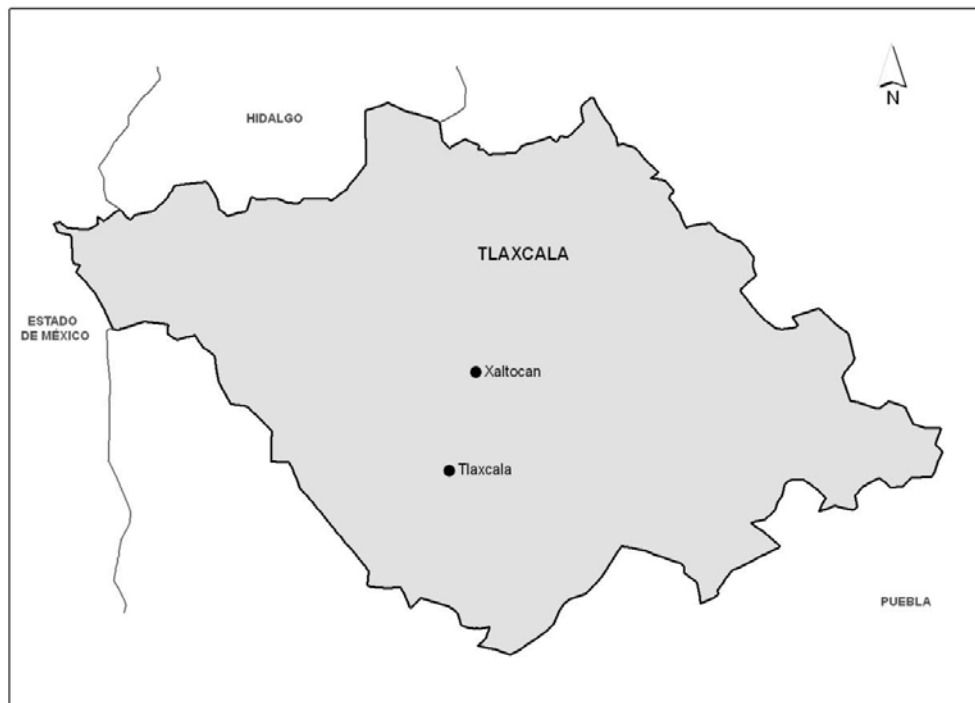 N
HIDALGO
TLAXCALA
ESTADO
DE MÉXICO
Xaltocan
Tlaxcala
PUEBLA